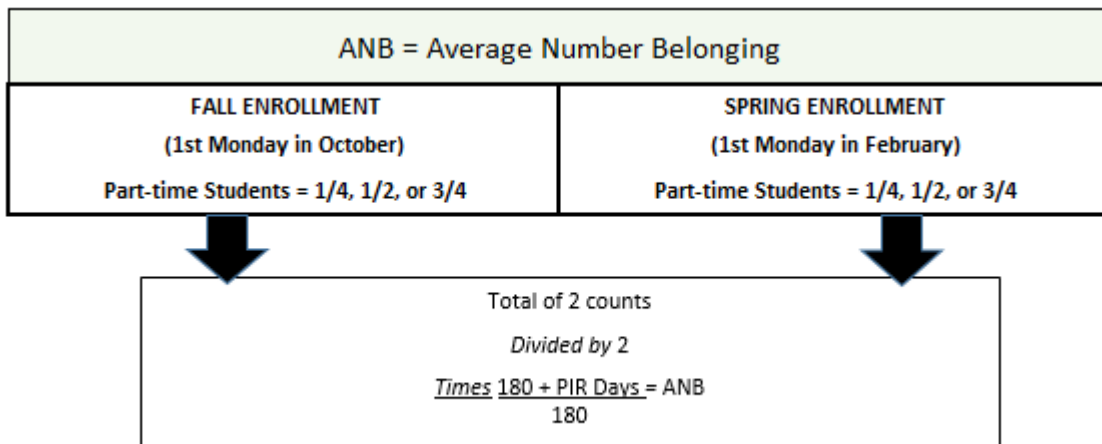 ANB = Average Number Belonging
FALL ENROLLMENT
(1st Monday in October)
Part-time Students = 1/4, 1/2, or 3/4
SPRING ENROLLMENT
(1st Monday in February)
Part-time Students = 1/4, 1/2, or 3/4
Total of 2 counts
Divided by 2
Times 180 + PIR Days = ANB
180